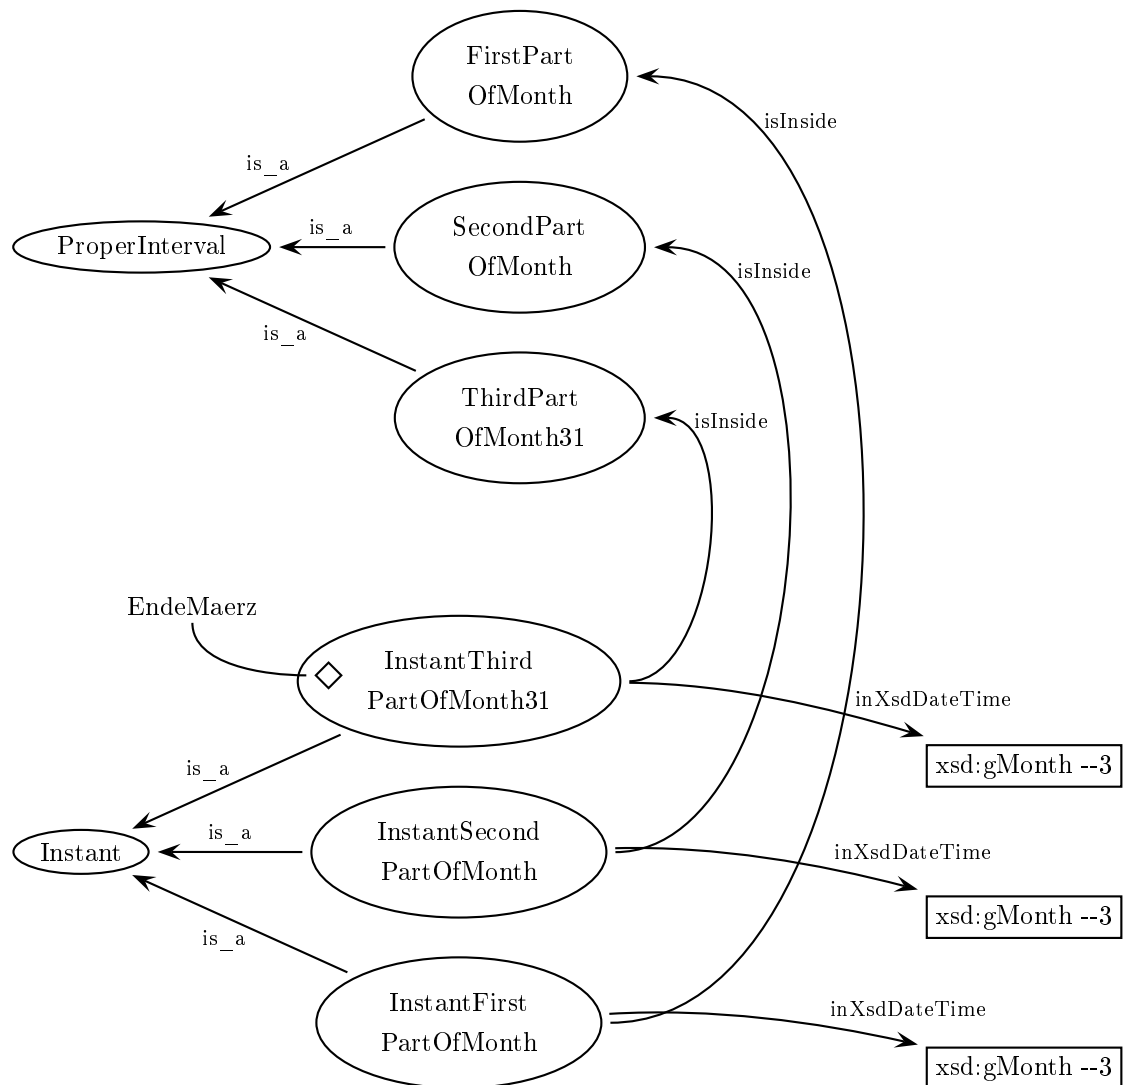 FirstPart
OfMonth
isInside
is_a
SecondPart
OfMonth
is_a
ProperInterval
isInside
is_a
ThirdPart
OfMonth31
isInside
EndeMaerz
InstantThird
PartOfMonth31
inXsdDateTime
xsd:gMonth --3
is_a
InstantSecond
PartOfMonth
is_a
Instant
inXsdDateTime
xsd:gMonth --3
is_a
InstantFirst
PartOfMonth
inXsdDateTime
xsd:gMonth --3